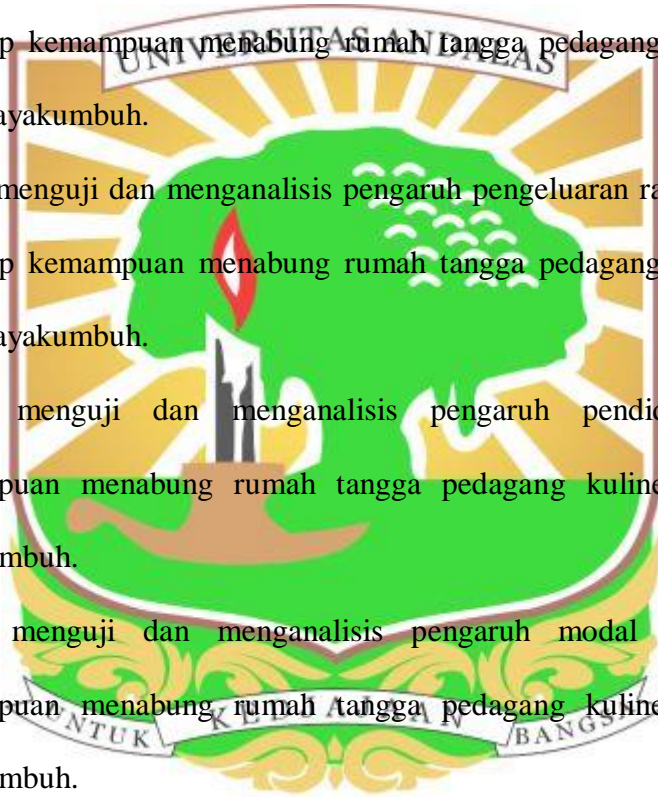 p kemampuan menabung rumah tangga pedagang
UNIVERSITAS ANDALAS
ayakumbuh.
menguji dan menganalisis pengaruh pengeluaran ra
p kemampuan menabung rumah tangga pedagang
ayakumbuh.
menguji dan menganalisis pengaruh pendid
puan menabung rumah tangga pedagang kuline
mbuh.
menguji dan menganalisis pengaruh modal
puan menabung rumah tangga pedagang kuline
UNTUK KEDJAJAAN BANGSA
mbuh.